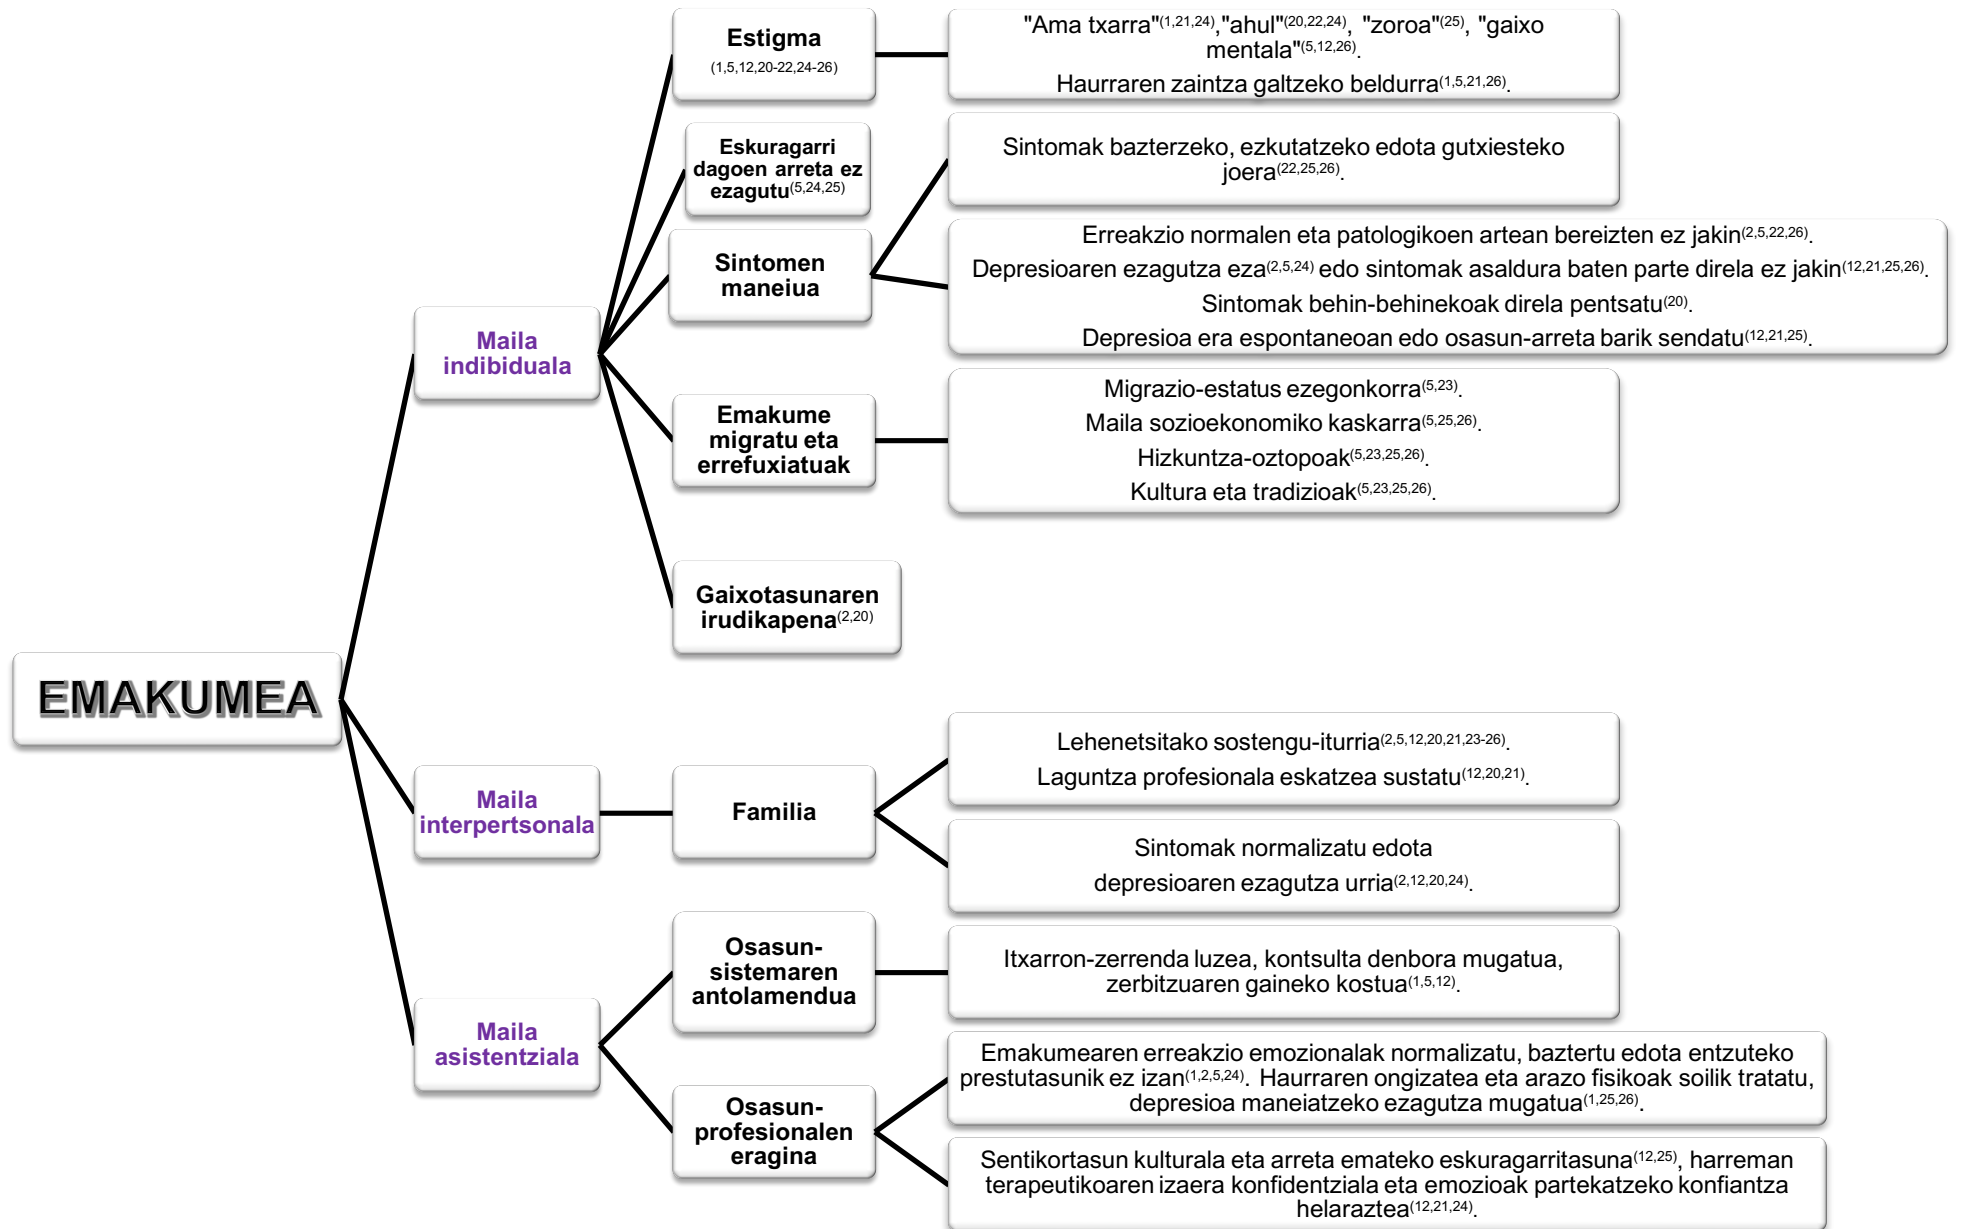 EMAKUMEA
Maila
indibiduala
Estigma
(1,5,12,20-22,24-26)
"Ama txarra"(1,21,24),"ahul"(20,22,24), "zoroa"(25), "gaixo
mentala"(5,12,26).
Haurraren zaintza galtzeko beldurra(1,5,21,26).
Eskuragarri
dagoen arreta ez
ezagutu(5,24,25)
Sintomen
maneiua
Sintomak bazterzeko, ezkutatzeko edota gutxiesteko
joera(22,25,26).
Erreakzio normalen eta patologikoen artean bereizten ez jakin(2,5,22,26).
Depresioaren ezagutza eza(2,5,24) edo sintomak asaldura baten parte direla ez jakin(12,21,25,26).
Sintomak behin-behinekoak direla pentsatu(20).
Depresioa era espontaneoan edo osasun-arreta barik sendatu(12,21,25).
Emakume
migratu eta
errefuxiatuak
Migrazio-estatus ezegonkorra(5,23).
Maila sozioekonomiko kaskarra(5,25,26).
Hizkuntza-oztopoak(5,23,25,26).
Kultura eta tradizioak(5,23,25,26).
Gaixotasunaren
irudikapena(2,20)
Maila
interpertsonala
Familia
Lehenetsitako sostengu-iturria(2,5,12,20,21,23-26).
Laguntza profesionala eskatzea sustatu(12,20,21).
Sintomak normalizatu edota
depresioaren ezagutza urria(2,12,20,24).
Maila
asistentziala
Osasun-
sistemaren
antolamendua
Itxarron-zerrenda luzea, kontsulta denbora mugatua,
zerbitzuaren gaineko kostua(1,5,12).
Osasun-
profesionalen
eragina
Emakumearen erreakzio emozionalak normalizatu, baztertu edota entzuteko
prestutasunik ez izan(1,2,5,24). Haurraren ongizatea eta arazo fisikoak soilik tratatu,
depresioa maneiatzeko ezagutza mugatua(1,25,26).
Sentikortasun kulturala eta arreta emateko eskuragarritasuna(12,25), harreman
terapeutikoaren izaera konfidentziala eta emozioak partekatzeko konfiantza
helaraztea(12,21,24).